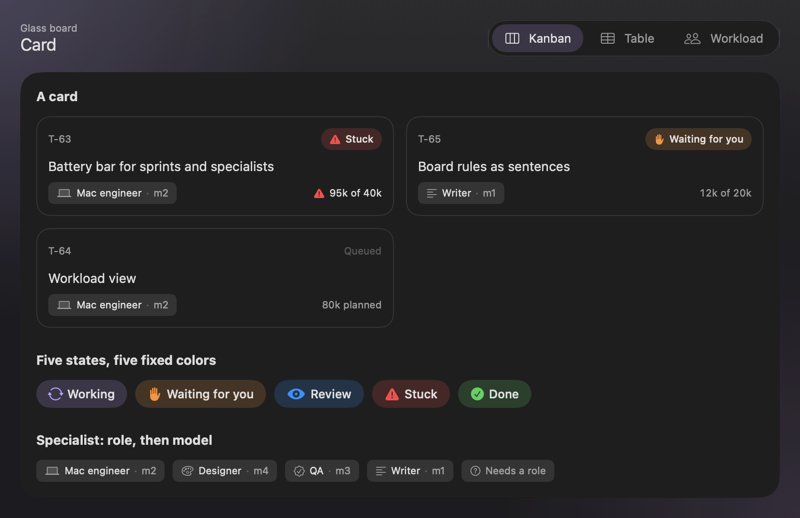 Glass board
Card
Kanban
Table
Workload
A card
T-63
Stuck
Battery bar for sprints and specialists
Mac engineer · m2
95k of 40k
T-65
Waiting for you
Board rules as sentences
Writer · m1
12k of 20k
T-64
Queued
Workload view
Mac engineer · m2
80k planned
Five states, five fixed colors
Working
Waiting for you
Review
Stuck
Done
Specialist: role, then model
Mac engineer · m2
Designer · m4
QA · m3
Writer · m1
Needs a role